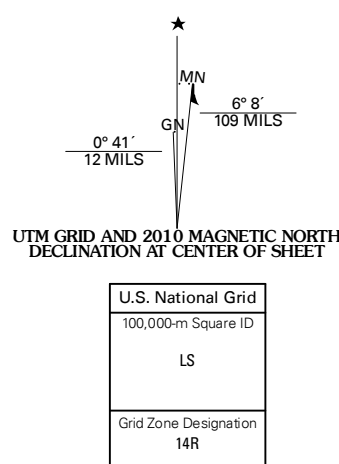 MN
GN
6° 8´
109 MILS
0° 41´
12 MILS
UTM GRID AND 2010 MAGNETIC NORTH
DECLINATION AT CENTER OF SHEET
U.S. National Grid
100,000-m Square ID
LS
Grid Zone Designation
14R